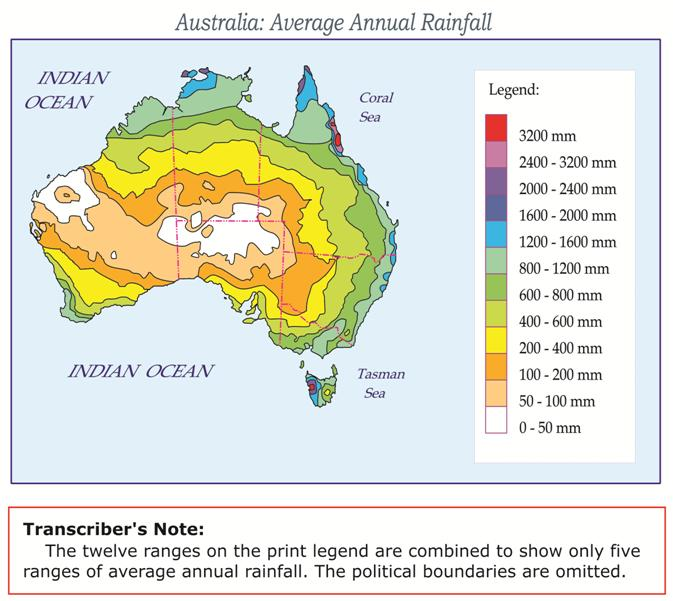 Australia: Average Annual Rainfall
INDIAN
OCEAN
Coral
Sea
Legend:
3200 mm
2400 - 3200 mm
2000 - 2400 mm
1600 - 2000 mm
1200 - 1600 mm
800 - 1200 mm
600 - 800 mm
400 - 600 mm
200 - 400 mm
100 - 200 mm
50 - 100 mm
0 - 50 mm
INDIAN OCEAN
Tasman
Sea
Transcriber's Note:
The twelve ranges on the print legend are combined to show only five
ranges of average annual rainfall. The political boundaries are omitted.